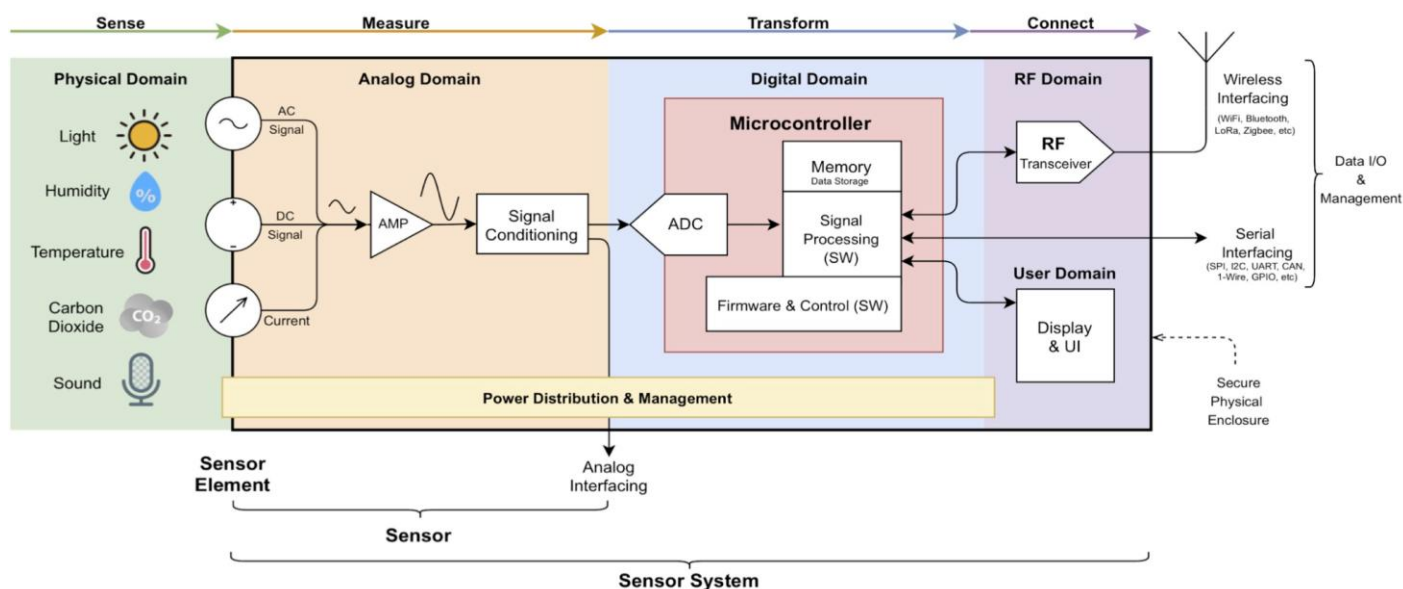 Sense
Measure
Transform
Connect
Physical Domain
Analog Domain
Digital Domain
RF Domain
Light
Humidity
%
Temperature
Carbon
Dioxide
CO2
Sound
AC
Signal
+
DC
Signal
−
Current
AMP
Signal
Conditioning
Microcontroller
ADC
Memory
Data Storage
Signal
Processing
(SW)
Firmware & Control (SW)
RF
Transceiver
User Domain
Display
& UI
Wireless
Interfacing
(WiFi, Bluetooth,
LoRa, Zigbee, etc)
Data I/O
&
Management
Serial
Interfacing
(SPI, I2C, UART, CAN,
1-Wire, GPIO, etc)
Secure
Physical
Enclosure
Power Distribution & Management
Sensor
Element
Analog
Interfacing
Sensor
Sensor System